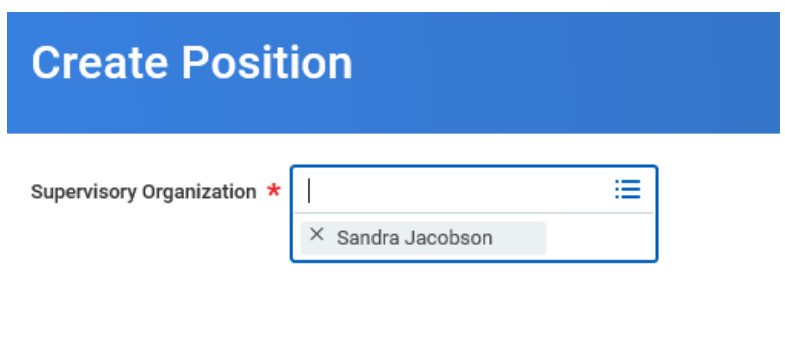 Create Position
Supervisory Organization *
× Sandra Jacobson